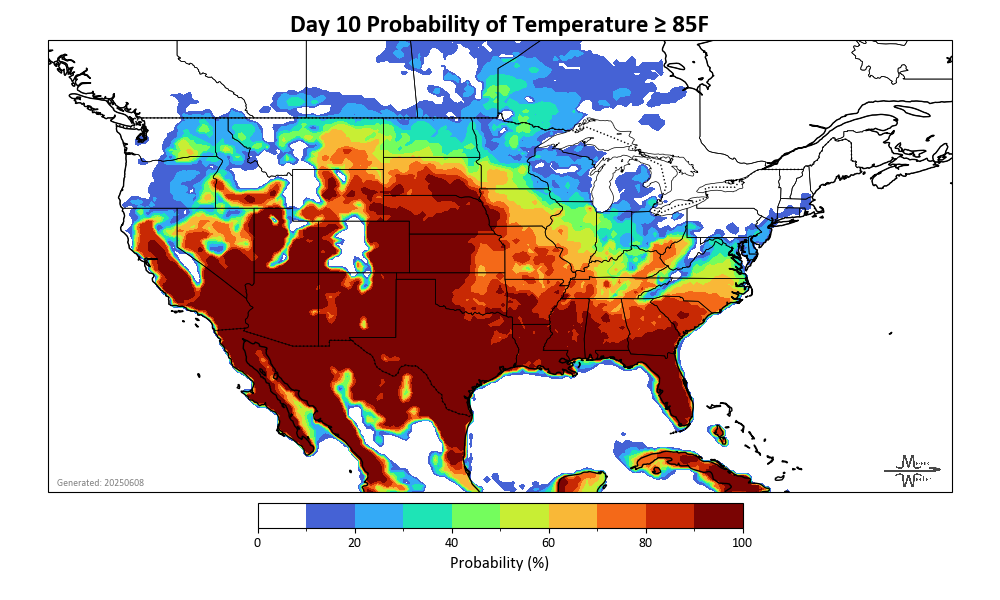 Day 10 Probability of Temperature ≥ 85F
Generated: 20250608
0 20 40 60 80 100
Probability (%)